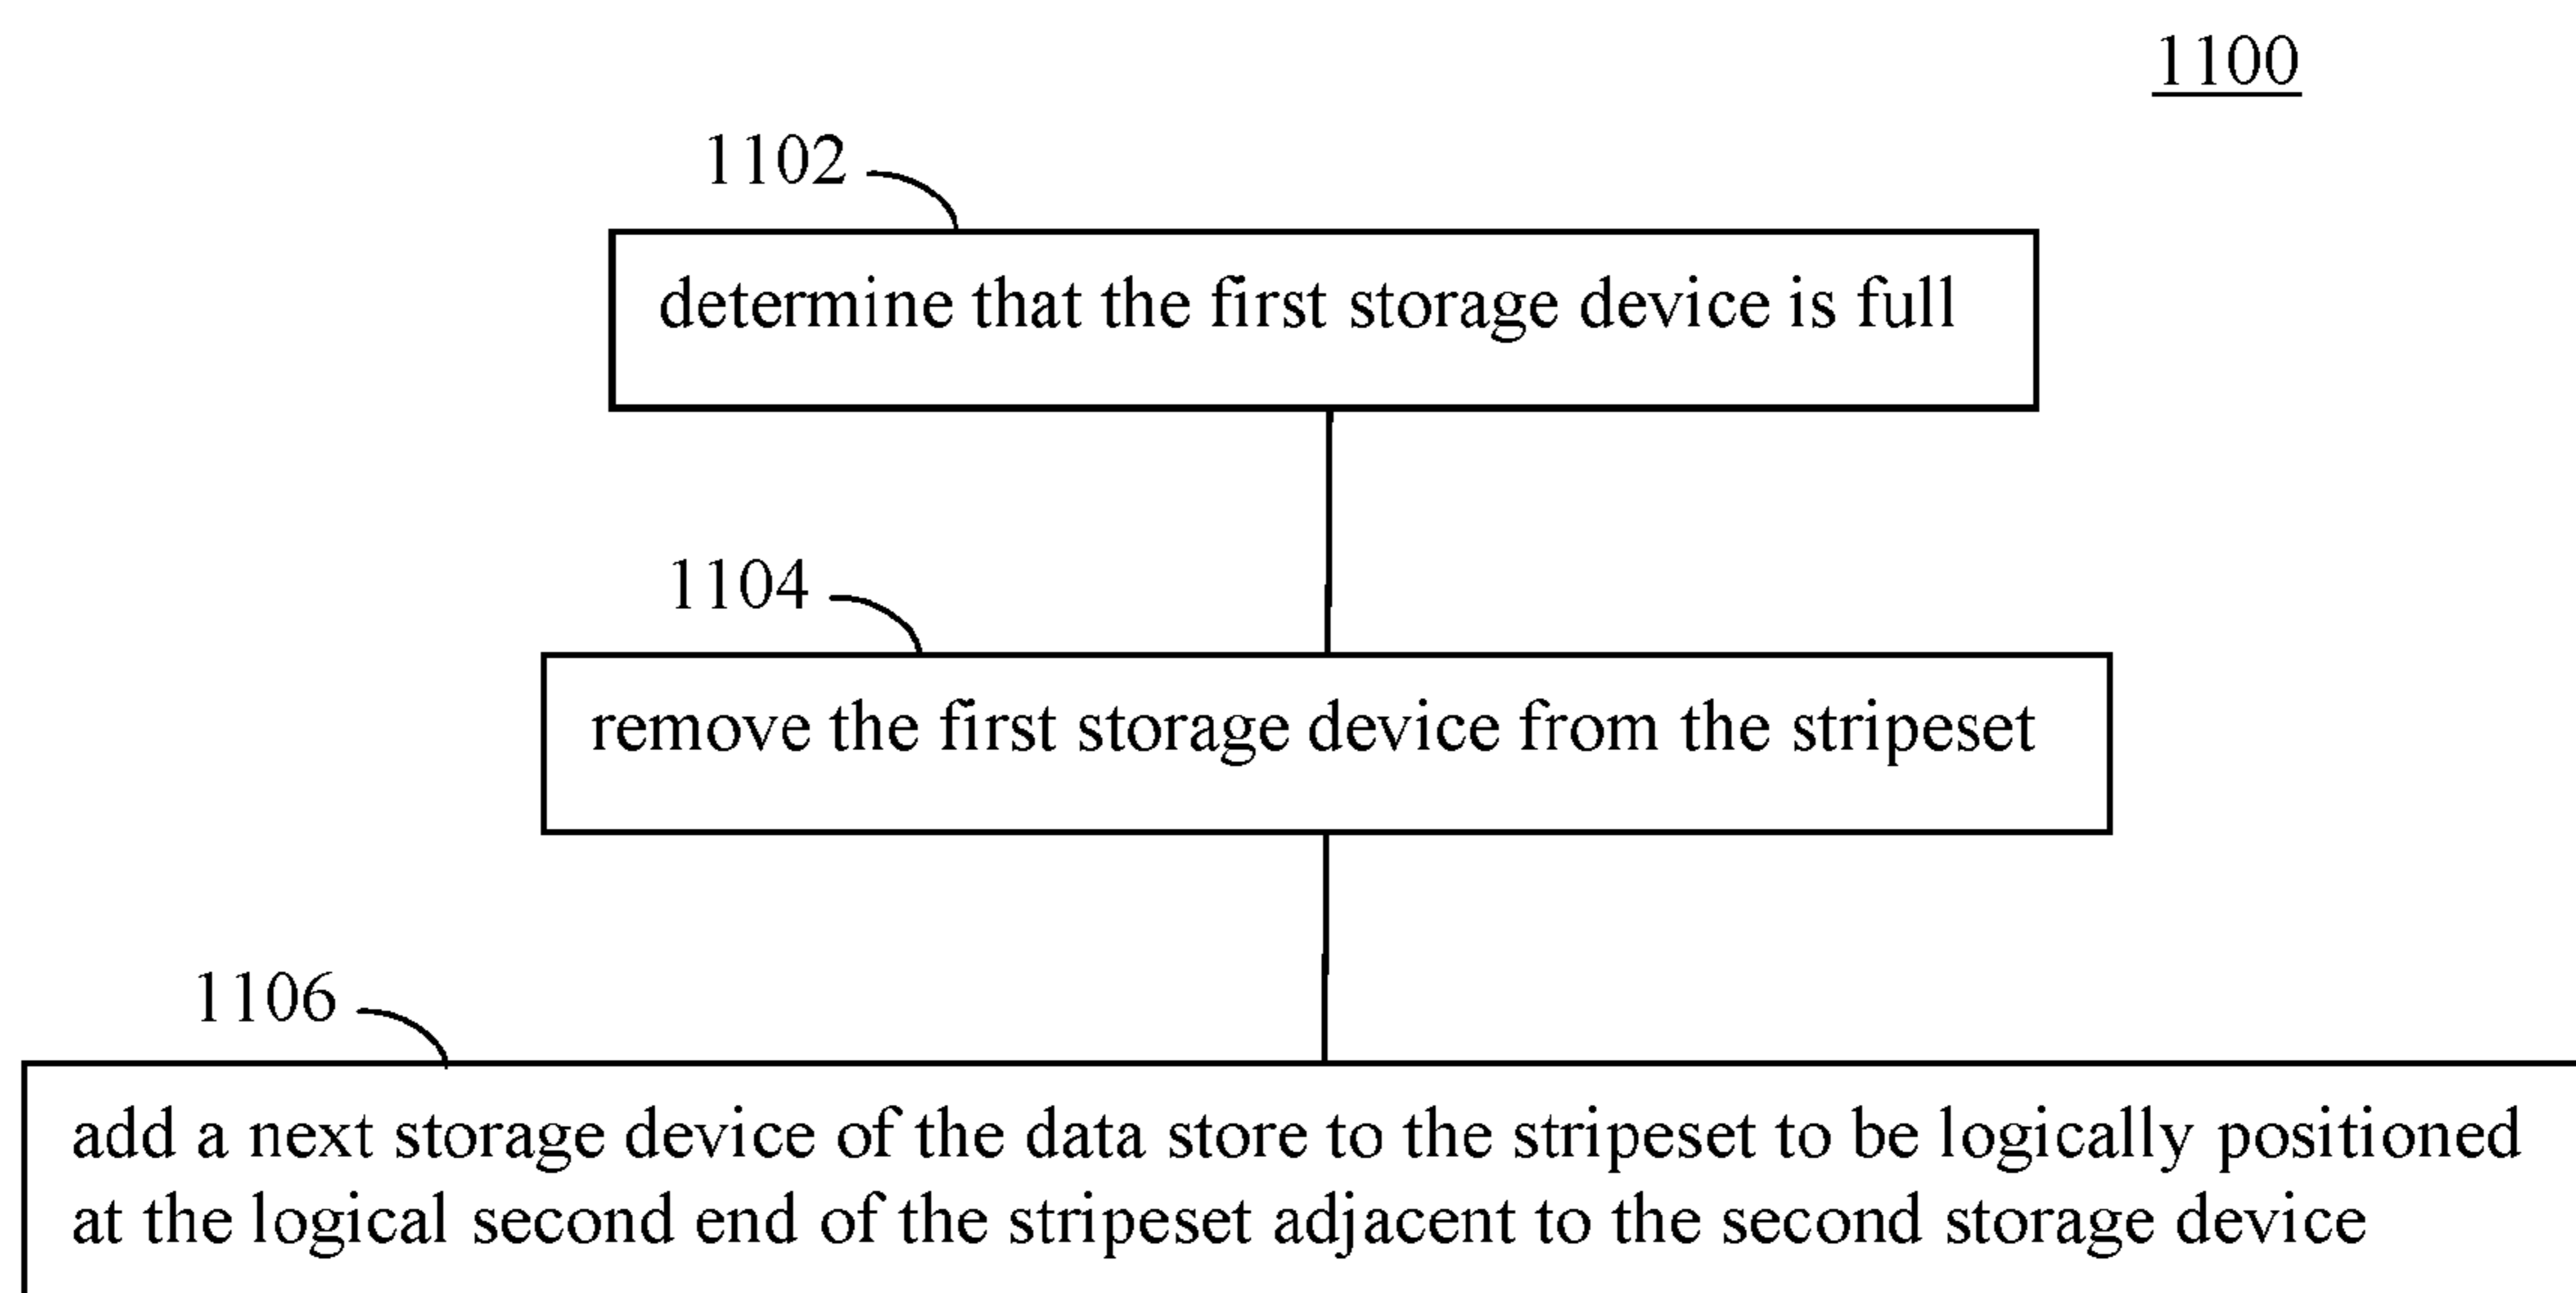 1100
1102
determine that the first storage device is full
1104
remove the first storage device from the stripeset
1106
add a next storage device of the data store to the stripeset to be logically positioned
at the logical second end of the stripeset adjacent to the second storage device